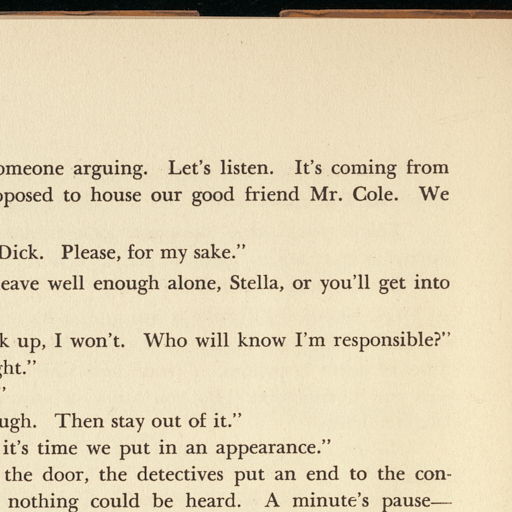 omeone arguing. Let's listen. It's coming from
pposed to house our good friend Mr. Cole. We
Dick. Please, for my sake.”
eave well enough alone, Stella, or you'll get into
k up, I won't. Who will know I'm responsible?”
ght.”
”
ugh. Then stay out of it.”
it's time we put in an appearance.”
the door, the detectives put an end to the con-
nothing could be heard. A minute's pause—